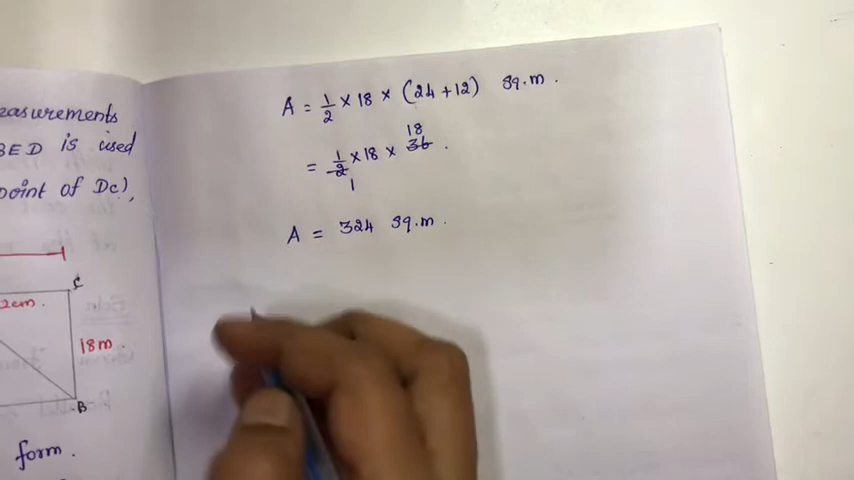 easurements
BED is used
point of DC),
C
2cm.
18m.
B
form.
A = 1/2 × 18 × (24+12) sq.m.
18
= 1/2 × 18 × 36.
1
A = 324 sq.m.